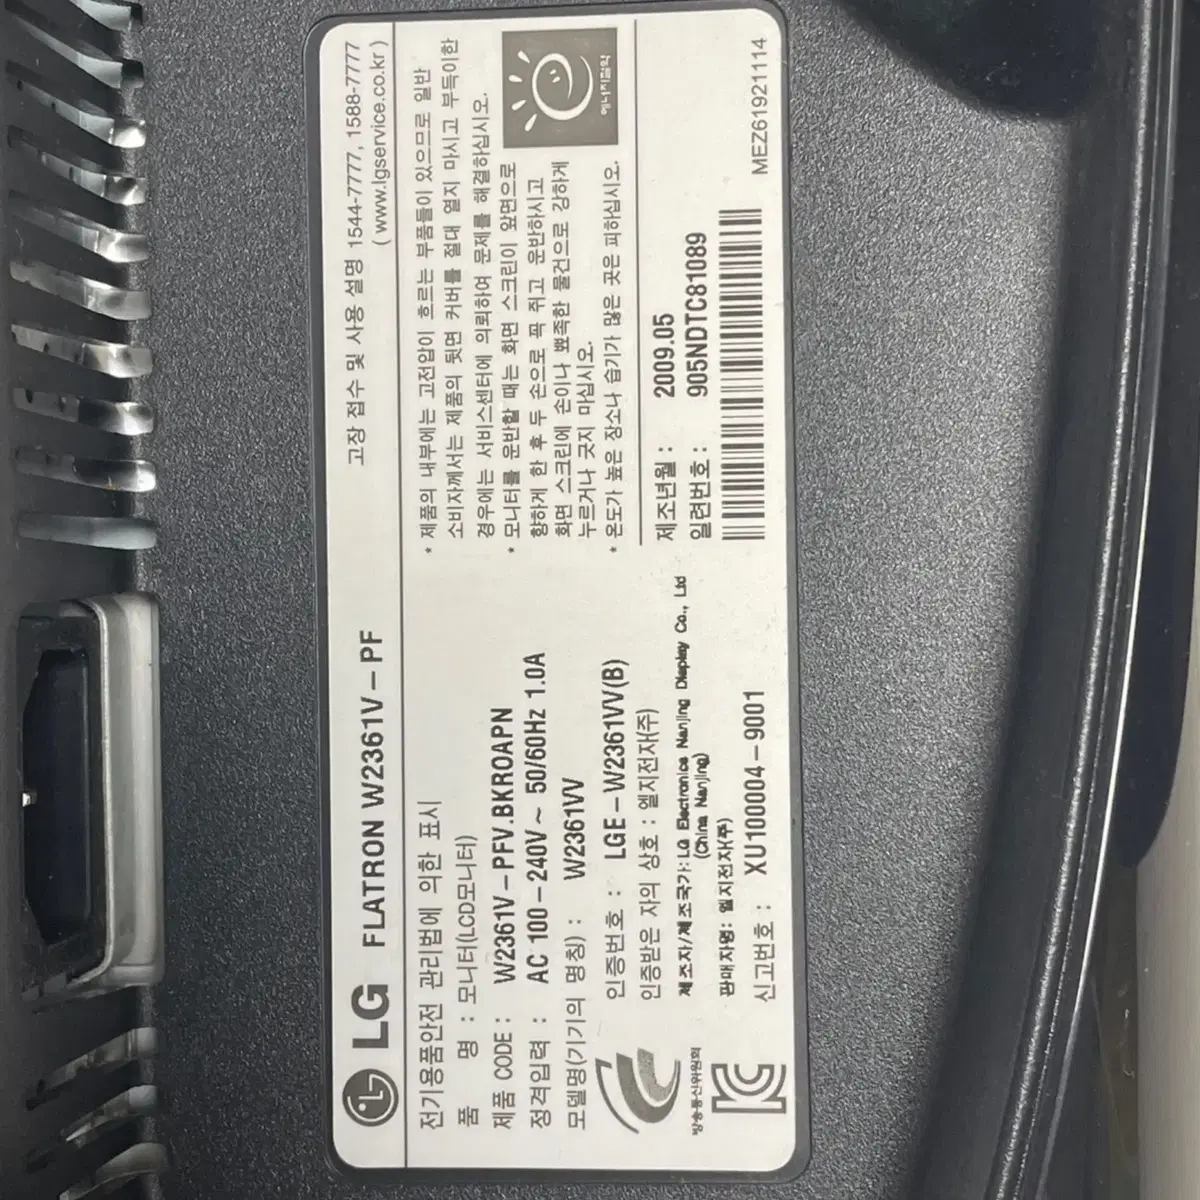 LG FLATRON W2361V-PF
고장 접수 및 사용 설명 1544-7777, 1588-7777
( www.lgservice.co.kr )
전기용품안전 관리법에 의한 표시
품 명 : 모니터(LCD모니터)
제품 CODE : W2361V-PFV.BKROAPN
정격입력 : AC 100-240V~ 50/60Hz 1.0A
모델명(기기의 명칭) : W2361VV
인증번호 : LGE-W2361VV(B)
인증받은 자의 상호 : 엘지전자(주)
제조자/제조국가: LG Electronics Nanjing Display Co., Ltd
(China Nanjing)
판매자명: 엘지전자(주)
신고번호 : XU100004-9001
방송통신위원회
* 제품의 내부에는 고전압이 흐르는 부품들이 있으므로 일반
소비자께서는 제품의 뒷면 커버를 절대 열지 마시고 부득이한
경우에는 서비스센터에 의뢰하여 문제를 해결하십시오.
* 모니터를 운반할 때는 화면 스크린이 앞면으로
향하게 한 후 두 손으로 꼭 쥐고 운반하시고
화면 스크린에 손이나 뾰족한 물건으로 강하게
누르거나 긋지 마십시오.
* 온도가 높은 장소나 습기가 많은 곳은 피하십시오.
에너지절약
제조년월 : 2009.05
일련번호 : 905NDTC81089
MEZ61921114